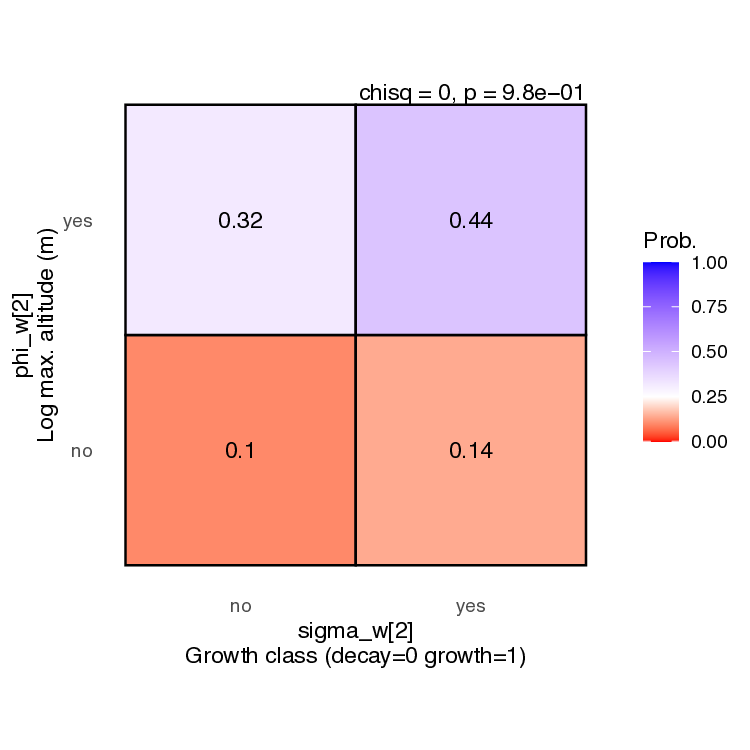 chisq = 0, p = 9.8e−01
phi_w[2]
Log max. altitude (m)
yes
no
0.32
0.44
0.1
0.14
no
yes
sigma_w[2]
Growth class (decay=0 growth=1)
Prob.
1.00
0.75
0.50
0.25
0.00